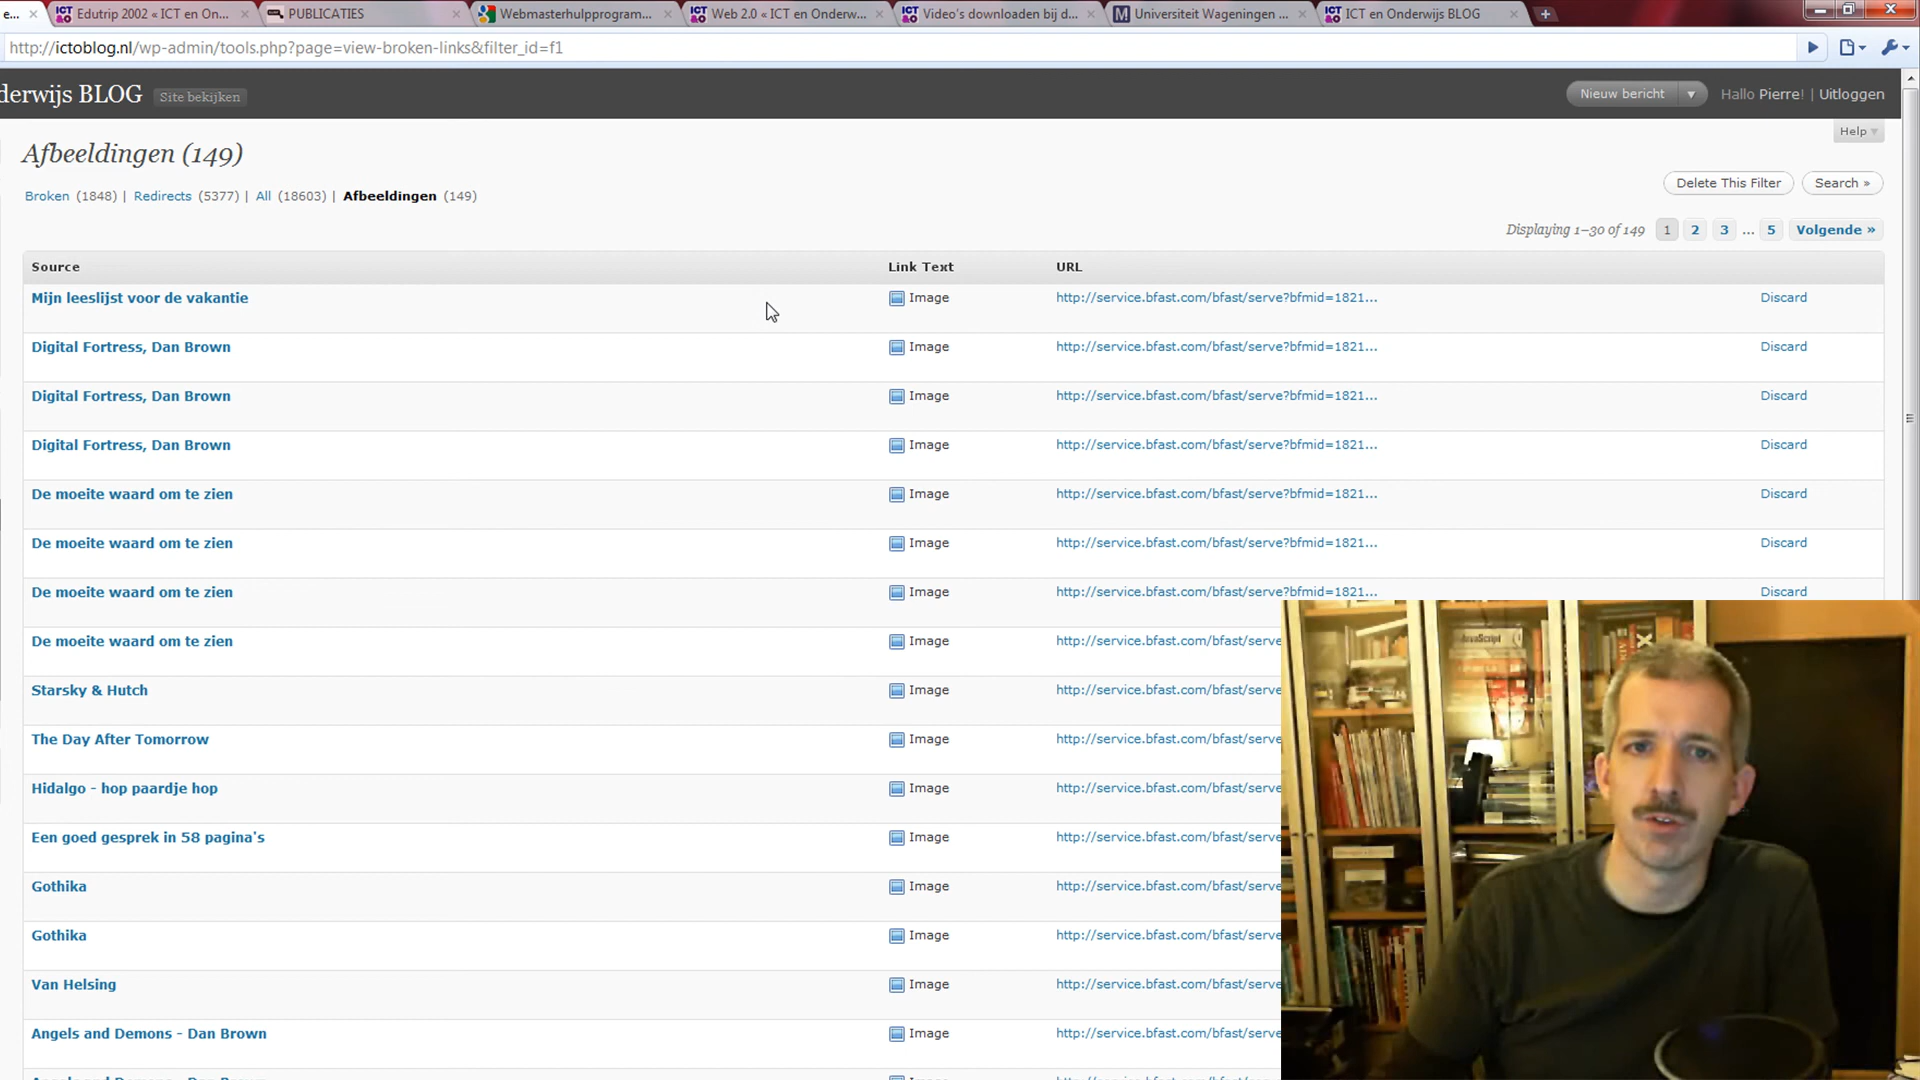 e...
Edutrip 2002 « ICT en On...
PUBLICATIES
Webmasterhulpprogram...
Web 2.0 « ICT en Onderw...
Video's downloaden bij d...
Universiteit Wageningen ...
ICT en Onderwijs BLOG
http://ictoblog.nl/wp-admin/tools.php?page=view-broken-links&filter_id=f1
derwijs BLOG Site bekijken
Nieuw bericht Hallo Pierre! | Uitloggen
Help
Afbeeldingen (149)
Broken (1848) | Redirects (5377) | All (18603) | Afbeeldingen (149)
Delete This Filter Search »
Displaying 1–30 of 149 1 2 3 ... 5 Volgende »
Source Link Text URL
Mijn leeslijst voor de vakantie Image http://service.bfast.com/bfast/serve?bfmid=1821... Discard
Digital Fortress, Dan Brown Image http://service.bfast.com/bfast/serve?bfmid=1821... Discard
Digital Fortress, Dan Brown Image http://service.bfast.com/bfast/serve?bfmid=1821... Discard
Digital Fortress, Dan Brown Image http://service.bfast.com/bfast/serve?bfmid=1821... Discard
De moeite waard om te zien Image http://service.bfast.com/bfast/serve?bfmid=1821... Discard
De moeite waard om te zien Image http://service.bfast.com/bfast/serve?bfmid=1821... Discard
De moeite waard om te zien Image http://service.bfast.com/bfast/serve?bfmid=1821... Discard
De moeite waard om te zien Image http://service.bfast.com/bfast/serve
Starsky & Hutch Image http://service.bfast.com/bfast/serve
The Day After Tomorrow Image http://service.bfast.com/bfast/serve
Hidalgo - hop paardje hop Image http://service.bfast.com/bfast/serve
Een goed gesprek in 58 pagina's Image http://service.bfast.com/bfast/serve
Gothika Image http://service.bfast.com/bfast/serve
Gothika Image http://service.bfast.com/bfast/serve
Van Helsing Image http://service.bfast.com/bfast/serve
Angels and Demons - Dan Brown Image http://service.bfast.com/bfast/serve
JavaScript